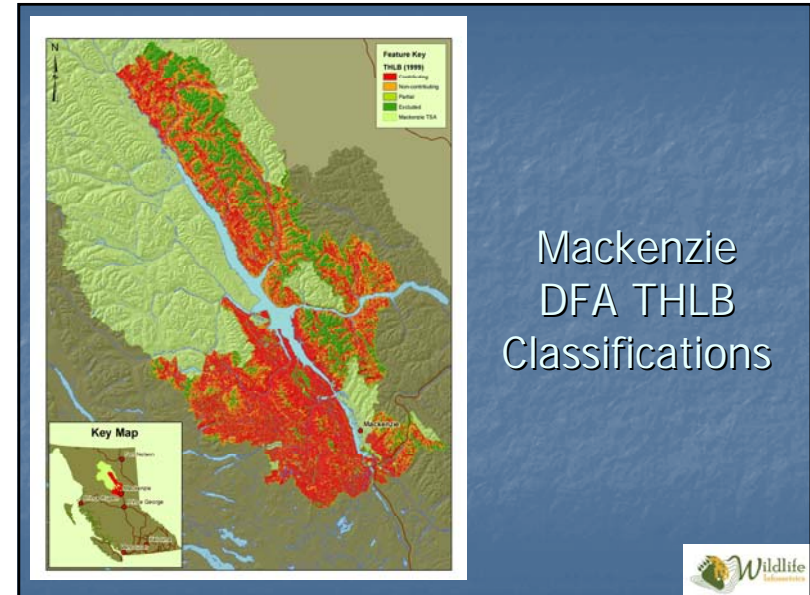 N
Feature Key
THLB (1999)
Contributing
Non-contributing
Partial
Excluded
Mackenzie TSA
Mackenzie
Key Map
Mackenzie
Prince George
Mackenzie
DFA THLB
Classifications
Wildlife
Infometrics